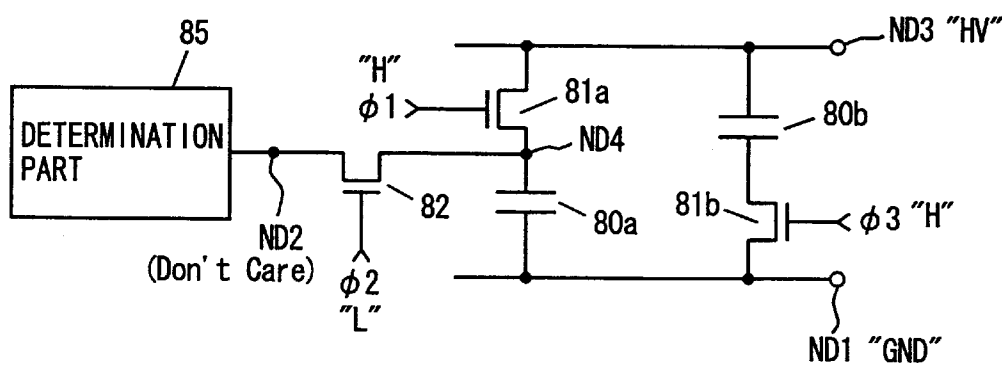 85
DETERMINATION
PART
ND2
(Don't Care)
"H"
φ1
81a
ND4
82
80a
φ2
"L"
ND3 "HV"
80b
81b
φ3 "H"
ND1 "GND"